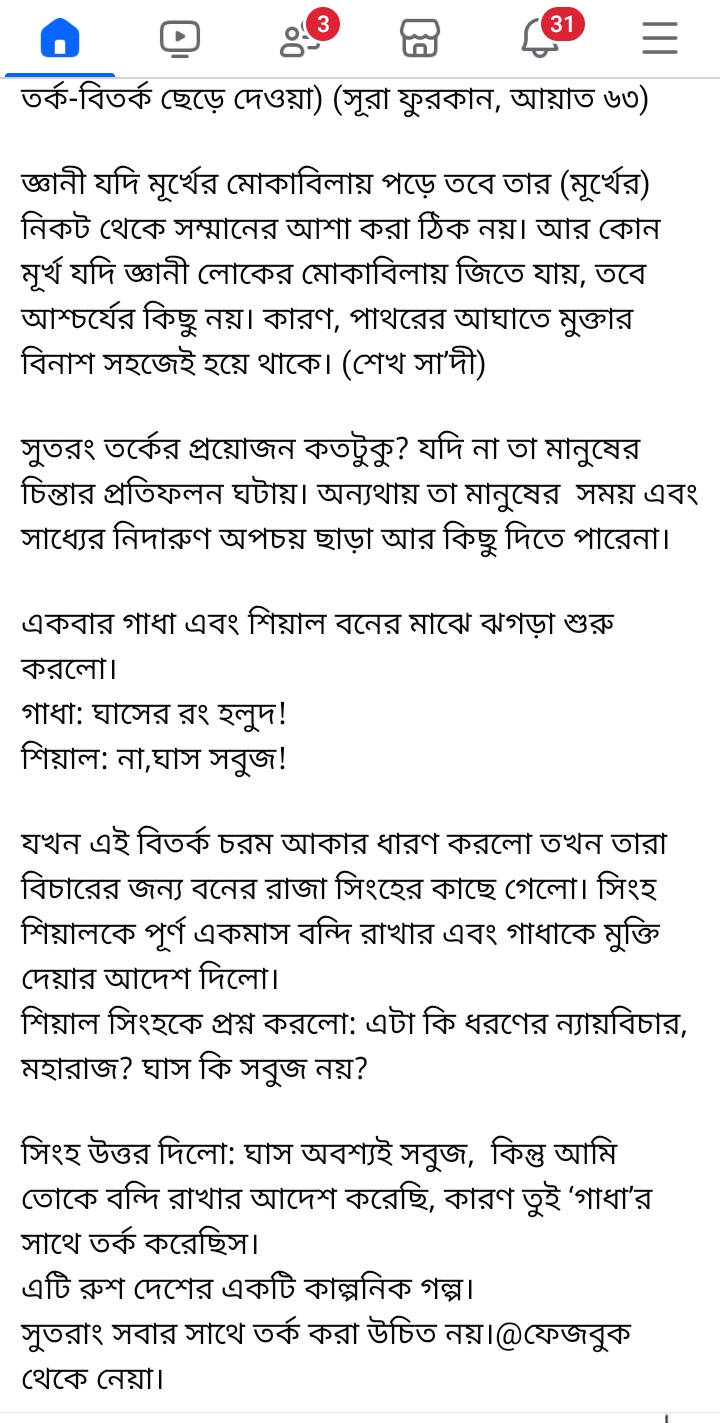 3
31
তর্ক-বিতর্ক ছেড়ে দেওয়া) (সূরা ফুরকান, আয়াত ৬৩)
জ্ঞানী যদি মূর্খের মোকাবিলায় পড়ে তবে তার (মূর্খের)
নিকট থেকে সম্মানের আশা করা ঠিক নয়। আর কোন
মূর্খ যদি জ্ঞানী লোকের মোকাবিলায় জিতে যায়, তবে
আশ্চর্যের কিছু নয়। কারণ, পাথরের আঘাতে মুক্তার
বিনাশ সহজেই হয়ে থাকে। (শেখ সা’দী)
সুতরং তর্কের প্রয়োজন কতটুকু? যদি না তা মানুষের
চিন্তার প্রতিফলন ঘটায়। অন্যথায় তা মানুষের  সময় এবং
সাধ্যের নিদারুণ অপচয় ছাড়া আর কিছু দিতে পারেনা।
একবার গাধা এবং শিয়াল বনের মাঝে ঝগড়া শুরু
করলো।
গাধা: ঘাসের রং হলুদ!
শিয়াল: না,ঘাস সবুজ!
যখন এই বিতর্ক চরম আকার ধারণ করলো তখন তারা
বিচারের জন্য বনের রাজা সিংহের কাছে গেলো। সিংহ
শিয়ালকে পূর্ণ একমাস বন্দি রাখার এবং গাধাকে মুক্তি
দেয়ার আদেশ দিলো।
শিয়াল সিংহকে প্রশ্ন করলো: এটা কি ধরণের ন্যায়বিচার,
মহারাজ? ঘাস কি সবুজ নয়?
সিংহ উত্তর দিলো: ঘাস অবশ্যই সবুজ,  কিন্তু আমি
তোকে বন্দি রাখার আদেশ করেছি, কারণ তুই ‘গাধা’র
সাথে তর্ক করেছিস।
এটি রুশ দেশের একটি কাল্পনিক গল্প।
সুতরাং সবার সাথে তর্ক করা উচিত নয়।@ফেজবুক
থেকে নেয়া।